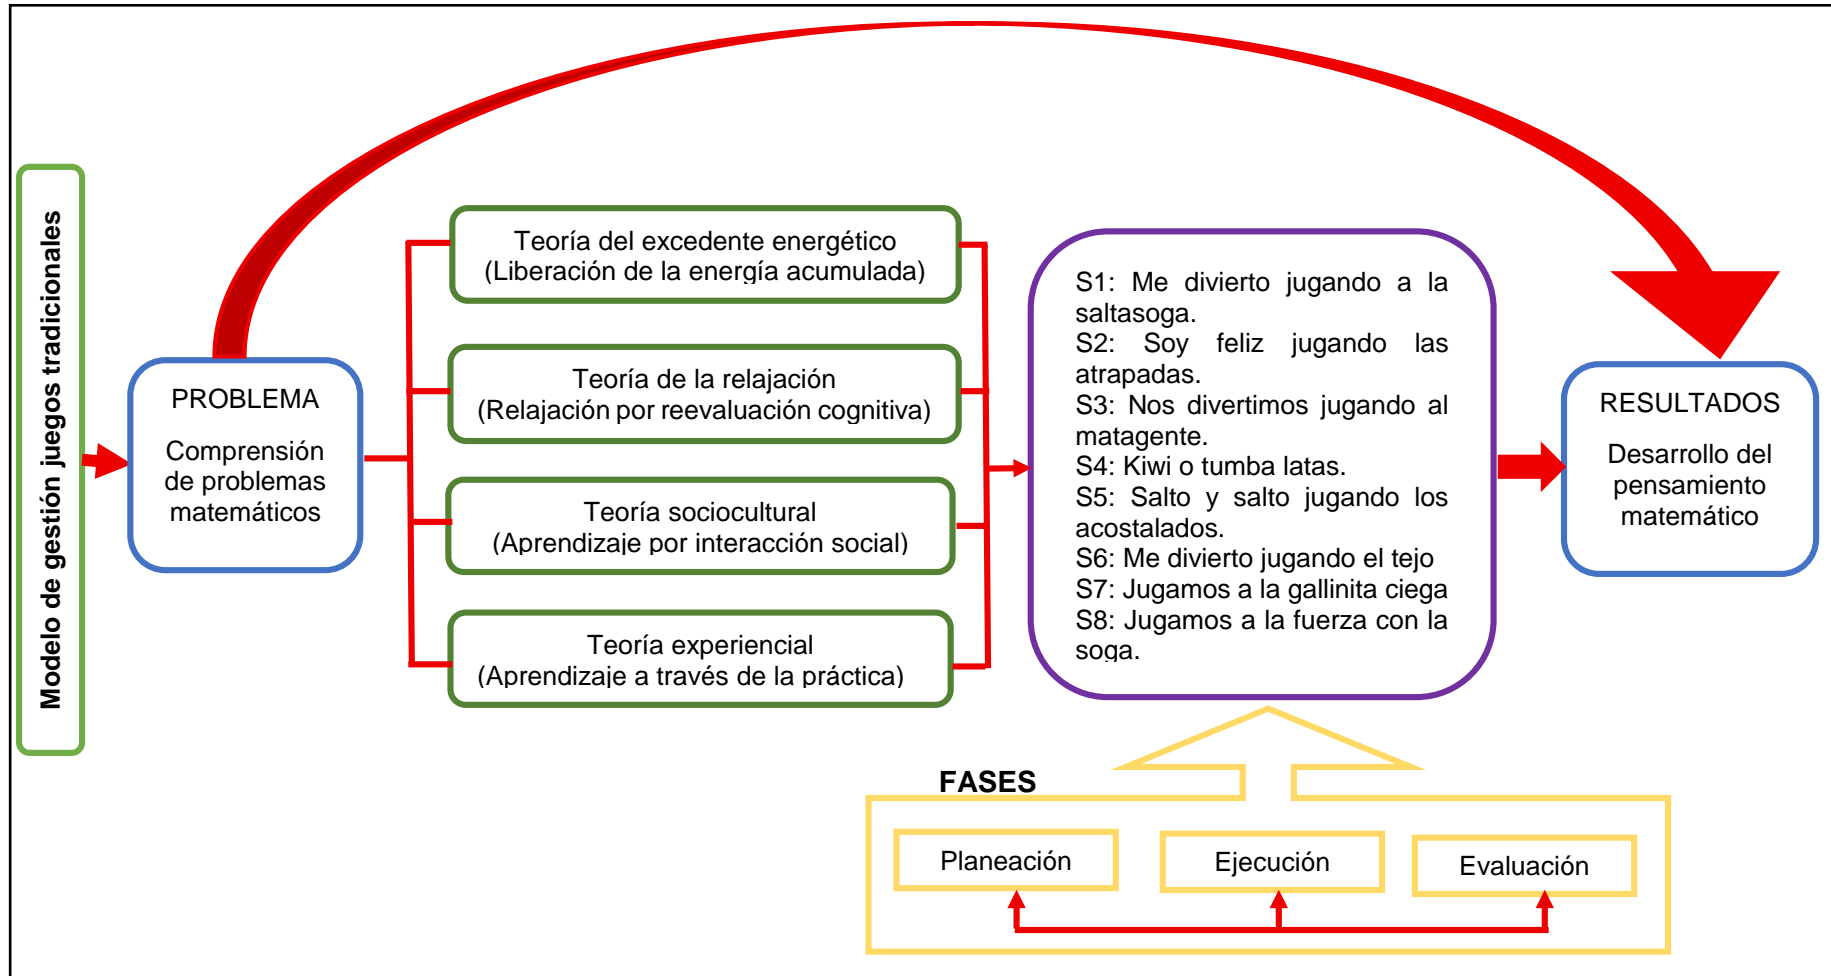 Modelo de gestión juegos tradicionales
PROBLEMA
Comprensión
de problemas
matemáticos
Teoría del excedente energético
(Liberación de la energía acumulada)
Teoría de la relajación
(Relajación por reevaluación cognitiva)
Teoría sociocultural
(Aprendizaje por interacción social)
Teoría experiencial
(Aprendizaje a través de la práctica)
S1: Me divierto jugando a la
saltasoga.
S2: Soy feliz jugando las
atrapadas.
S3: Nos divertimos jugando al
matagente.
S4: Kiwi o tumba latas.
S5: Salto y salto jugando los
acostalados.
S6: Me divierto jugando el tejo
S7: Jugamos a la gallinita ciega
S8: Jugamos a la fuerza con la
soga.
RESULTADOS
Desarrollo del
pensamiento
matemático
FASES
Planeación
Ejecución
Evaluación